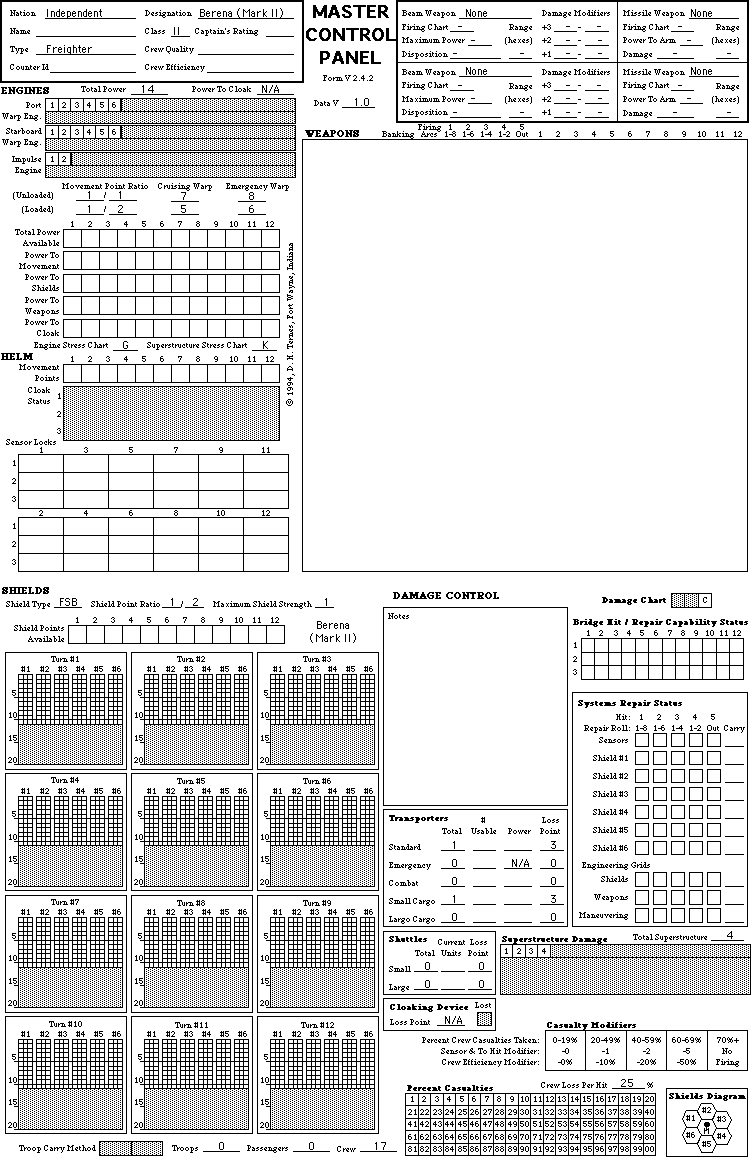 Nation Independent Designation Berena (Mark II)
Name Class II Captain's Rating
Type Freighter Crew Quality
Counter Id Crew Efficiency
MASTER
CONTROL
PANEL
Form V 2.4.2
Data V 1.0
Beam Weapon None Damage Modifiers Missile Weapon None
Firing Chart - Range +3 - - - Firing Chart - Range
Maximum Power - (hexes) +2 - - - Power To Arm - (hexes)
Disposition - - +1 - - - Damage - -
Beam Weapon None Damage Modifiers Missile Weapon None
Firing Chart - Range +3 - - - Firing Chart - Range
Maximum Power - (hexes) +2 - - - Power To Arm - (hexes)
Disposition - - +1 - - - Damage - -
ENGINES Total Power 14 Power To Cloak N/A
Port Warp Eng. 1 2 3 4 5 6
Starboard Warp Eng. 1 2 3 4 5 6
Impulse Engine 1 2
Movement Point Ratio Cruising Warp Emergency Warp
(Unloaded) 1 / 1 7 8
(Loaded) 1 / 2 5 6
1 2 3 4 5 6 7 8 9 10 11 12
Total Power Available
Power To Movement
Power To Shields
Power To Weapons
Power To Cloak
Engine Stress Chart G Superstructure Stress Chart K
© 1994, D. H. Ternes, Fort Wayne, Indiana
HELM 1 2 3 4 5 6 7 8 9 10 11 12
Movement Points
Cloak Status 1
2
3
Sensor Locks
1 3 5 7 9 11
1
2
3
2 4 6 8 10 12
1
2
3
WEAPONS Banking Firing Arcs 1 1-8 2 1-6 3 1-4 4 1-2 5 Out 1 2 3 4 5 6 7 8 9 10 11 12
SHIELDS
Shield Type FSB Shield Point Ratio 1 / 2 Maximum Shield Strength 1
1 2 3 4 5 6 7 8 9 10 11 12
Shield Points Available
Berena
(Mark II)
Turn #1 Turn #2 Turn #3
#1 #2 #3 #4 #5 #6 #1 #2 #3 #4 #5 #6 #1 #2 #3 #4 #5 #6
5 5 5
10 10 10
15 15 15
20 20 20
Turn #4 Turn #5 Turn #6
#1 #2 #3 #4 #5 #6 #1 #2 #3 #4 #5 #6 #1 #2 #3 #4 #5 #6
5 5 5
10 10 10
15 15 15
20 20 20
Turn #7 Turn #8 Turn #9
#1 #2 #3 #4 #5 #6 #1 #2 #3 #4 #5 #6 #1 #2 #3 #4 #5 #6
5 5 5
10 10 10
15 15 15
20 20 20
Turn #10 Turn #11 Turn #12
#1 #2 #3 #4 #5 #6 #1 #2 #3 #4 #5 #6 #1 #2 #3 #4 #5 #6
5 5 5
10 10 10
15 15 15
20 20 20
Troop Carry Method Troops 0 Passengers 0 Crew 17
DAMAGE CONTROL
Notes
Damage Chart C
Bridge Hit / Repair Capability Status
1 2 3 4 5 6 7 8 9 10 11 12
1
2
3
Systems Repair Status
Hit: 1 2 3 4 5
Repair Roll: 1-8 1-6 1-4 1-2 Out Carry
Sensors
Shield #1
Shield #2
Shield #3
Shield #4
Shield #5
Shield #6
Engineering Grids
Shields
Weapons
Maneuvering
Transporters # Loss
Total Usable Power Point
Standard 1 3
Emergency 0 N/A 0
Combat 0 0
Small Cargo 1 3
Large Cargo 0 0
Shuttles Current Loss
Total Units Point
Small 0 0
Large 0 0
Superstructure Damage Total Superstructure 4
1 2 3 4
Cloaking Device Lost
Loss Point N/A
Casualty Modifiers
Percent Crew Casualties Taken: 0-19% 20-49% 40-59% 60-69% 70%+
Sensor & To Hit Modifier: -0 -1 -2 -5 No
Crew Efficiency Modifier: -0% -10% -20% -50% Firing
Percent Casualties Crew Loss Per Hit 25 %
1 2 3 4 5 6 7 8 9 10 11 12 13 14 15 16 17 18 19 20
21 22 23 24 25 26 27 28 29 30 31 32 33 34 35 36 37 38 39 40
41 42 43 44 45 46 47 48 49 50 51 52 53 54 55 56 57 58 59 60
61 62 63 64 65 66 67 68 69 70 71 72 73 74 75 76 77 78 79 80
81 82 83 84 85 86 87 88 89 90 91 92 93 94 95 96 97 98 99 00
Shields Diagram
#2
#1 #3
#6 #4
#5